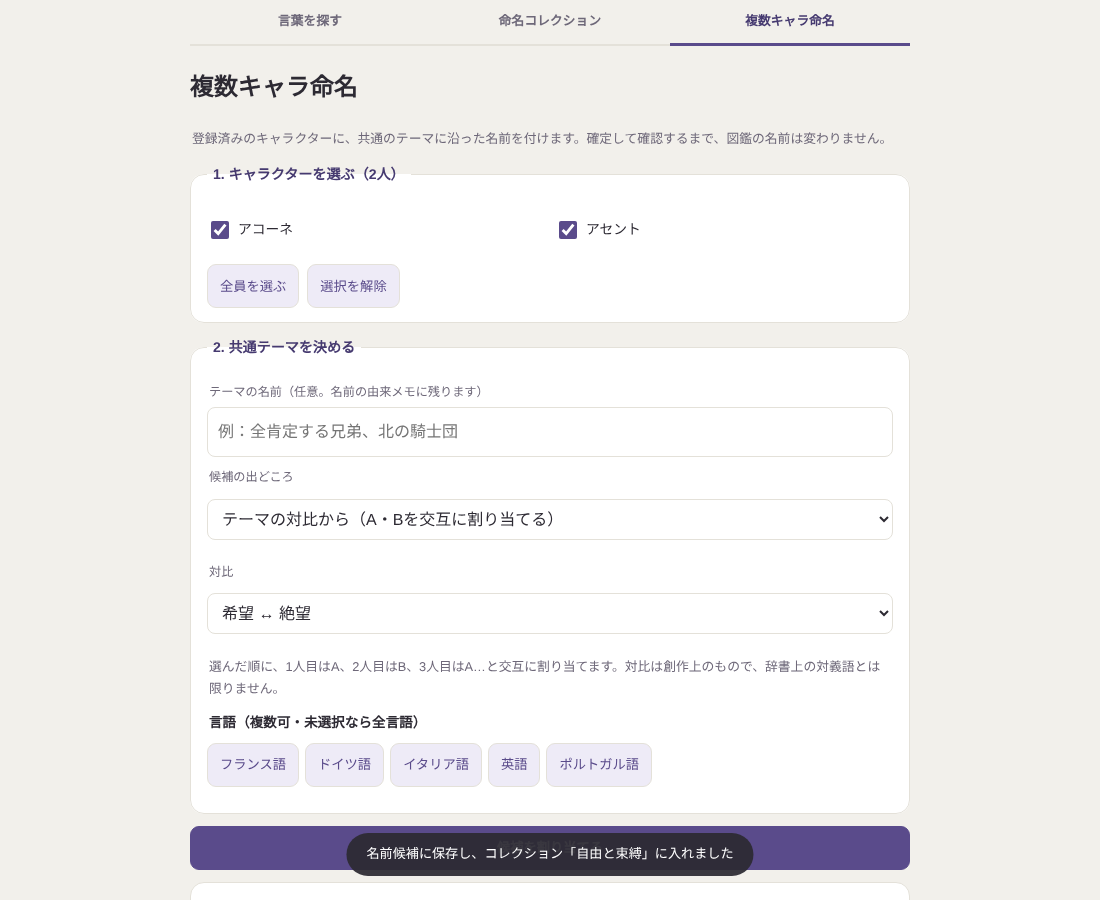 言葉を探す
命名コレクション
複数キャラ命名
複数キャラ命名
登録済みのキャラクターに、共通のテーマに沿った名前を付けます。確定して確認するまで、図鑑の名前は変わりません。
1. キャラクターを選ぶ（2人）
アコーネ
アセント
全員を選ぶ
選択を解除
2. 共通テーマを決める
テーマの名前（任意。名前の由来メモに残ります）
例：全肯定する兄弟、北の騎士団
候補の出どころ
テーマの対比から（A・Bを交互に割り当てる）
対比
希望 ↔ 絶望
選んだ順に、1人目はA、2人目はB、3人目はA…と交互に割り当てます。対比は創作上のもので、辞書上の対義語とは
限りません。
言語（複数可・未選択なら全言語）
フランス語
ドイツ語
イタリア語
英語
ポルトガル語
名前候補に保存し、コレクション「自由と束縛」に入れました